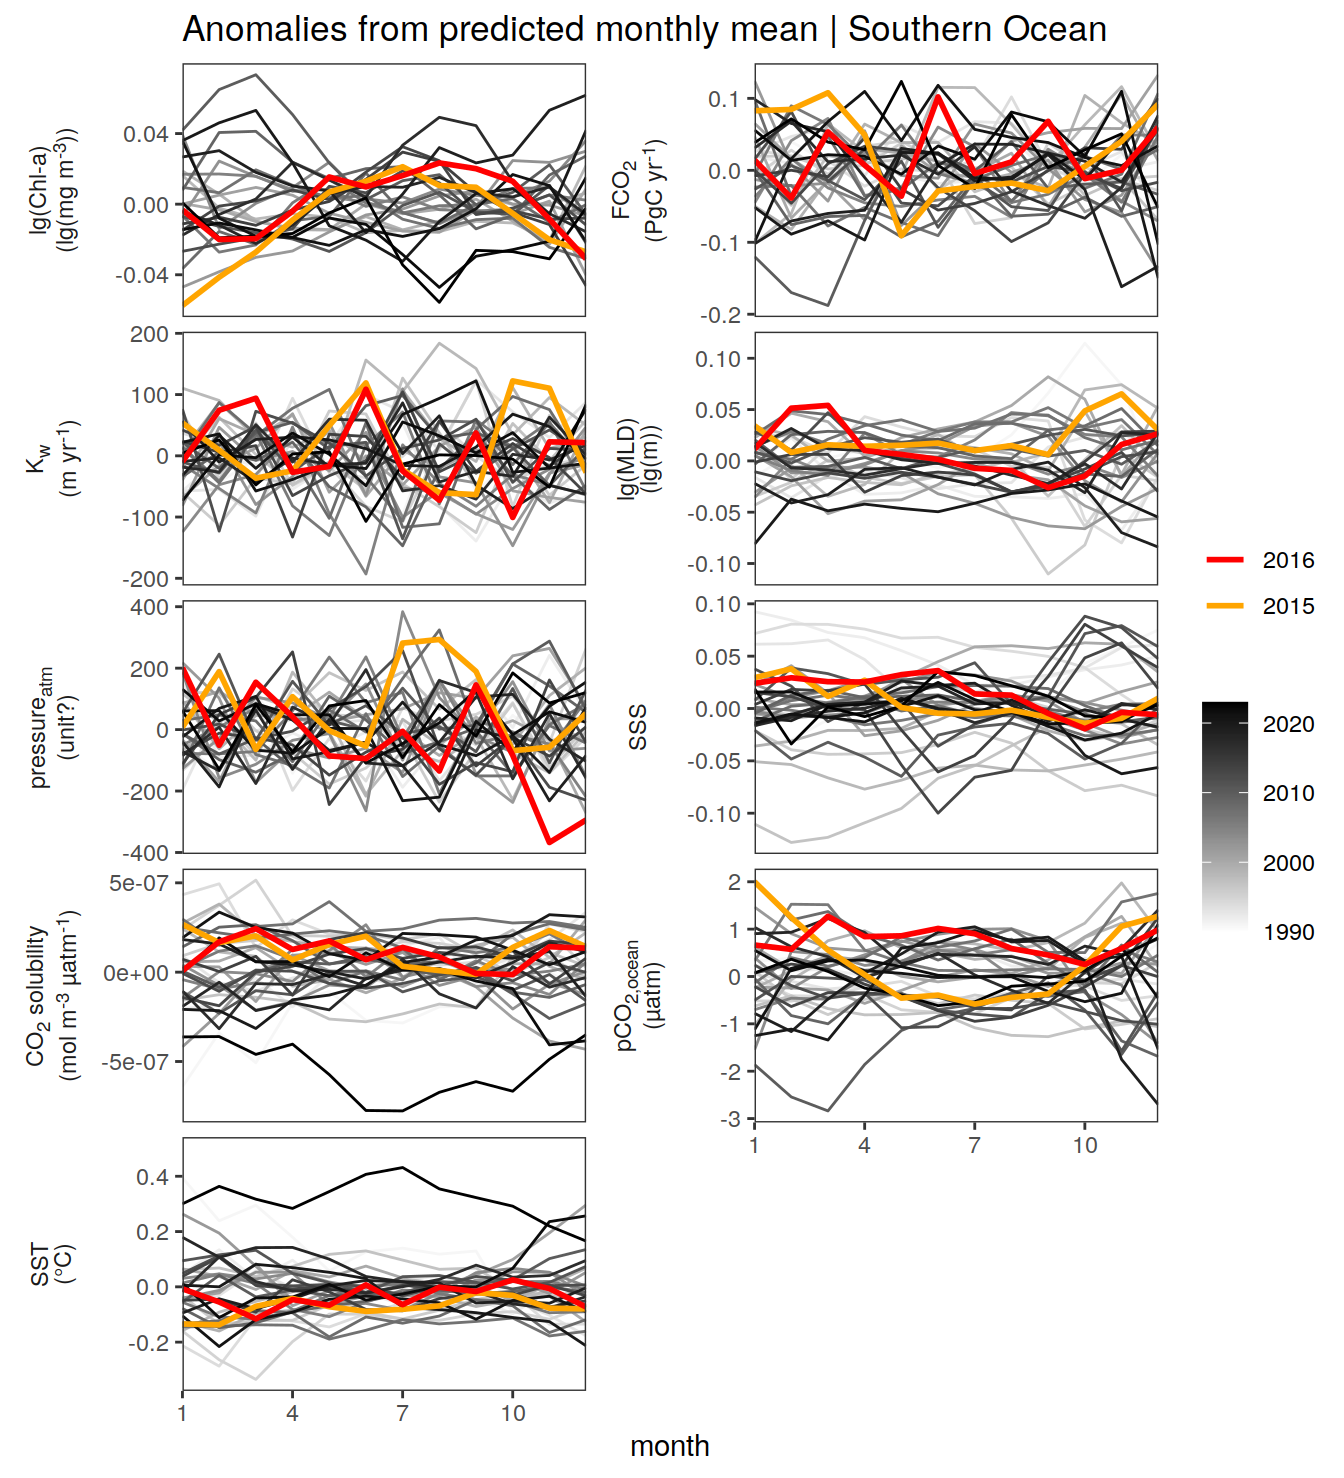 Anomalies from predicted monthly mean | Southern Ocean
lg(Chl-a)
(lg(mg m⁻³))
0.04
0.00
-0.04
FCO₂
(PgC yr⁻¹)
0.1
0.0
-0.1
-0.2
K_w
(m yr⁻¹)
200
100
0
-100
-200
lg(MLD)
(lg(m))
0.10
0.05
0.00
-0.05
-0.10
pressure_atm
(unit?)
400
200
0
-200
-400
SSS
0.10
0.05
0.00
-0.05
-0.10
CO₂ solubility
(mol m⁻³ µatm⁻¹)
5e-07
0e+00
-5e-07
pCO₂,ocean
(µatm)
2
1
0
-1
-2
-3
1 4 7 10
SST
(°C)
0.4
0.2
0.0
-0.2
1 4 7 10
month
2016
2015
2020
2010
2000
1990